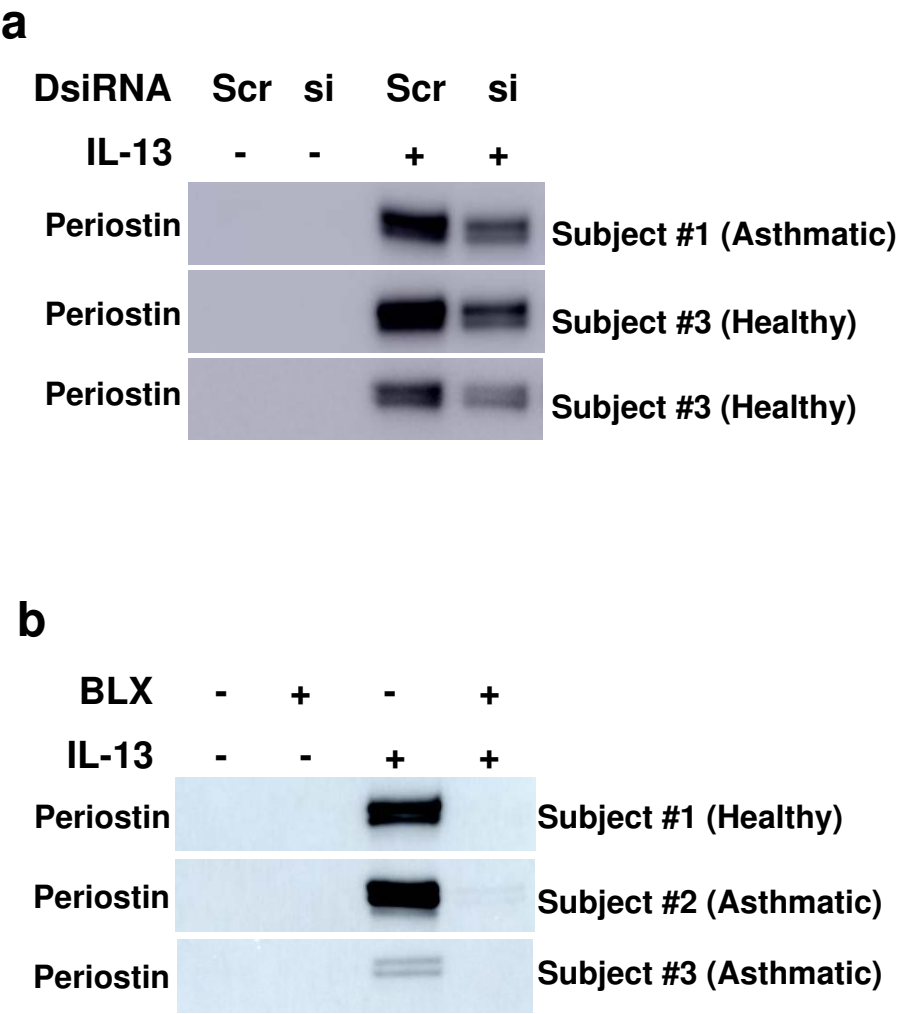 a
DsiRNA Scr si Scr si
IL-13 - - + +
Periostin Subject #1 (Asthmatic)
Periostin Subject #3 (Healthy)
Periostin Subject #3 (Healthy)
b
BLX - + - +
IL-13 - - + +
Periostin Subject #1 (Healthy)
Periostin Subject #2 (Asthmatic)
Periostin Subject #3 (Asthmatic)